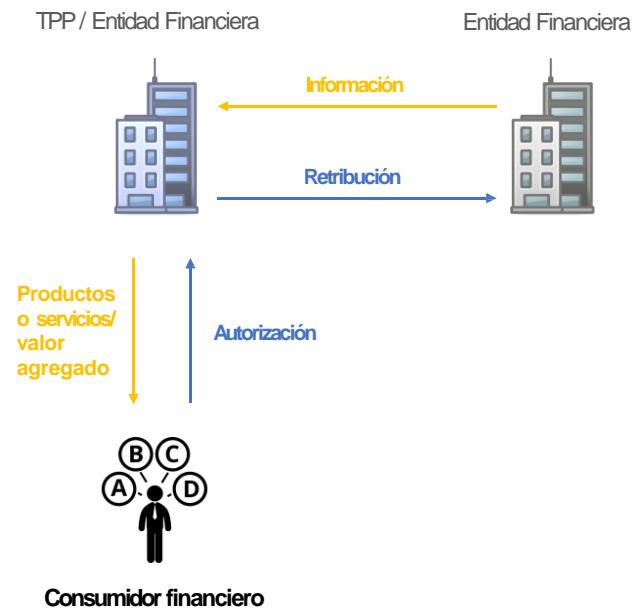 TPP / Entidad Financiera
Entidad Financiera
Información
Retribución
Productos
o servicios/
valor
agregado
Autorización
B C
A D
Consumidor financiero